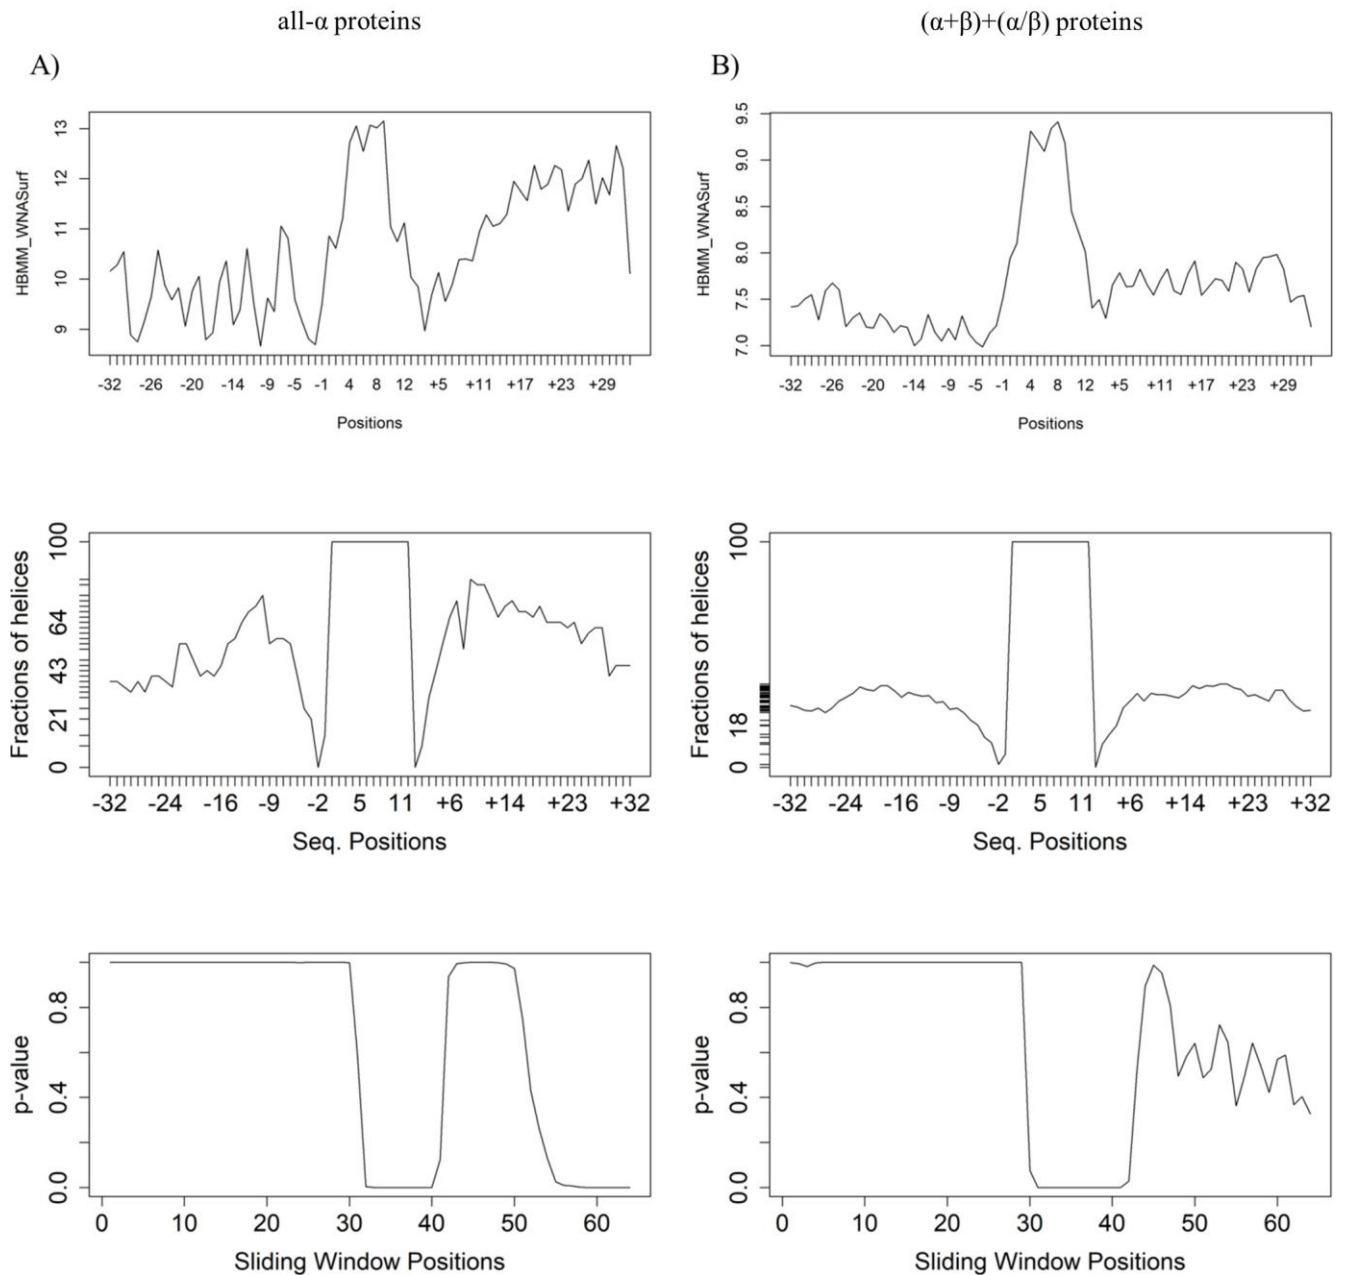 all-α proteins
(α+β)+(α/β) proteins
A)
B)
HBMM_WNASurf
13
12
11
10
9
-32 -26 -20 -14 -9 -5 -1 4 8 12 +5 +11 +17 +23 +29
Positions
HBMM_WNASurf
9.5
9.0
8.5
8.0
7.5
7.0
-32 -26 -20 -14 -9 -5 -1 4 8 12 +5 +11 +17 +23 +29
Positions
Fractions of helices
100
64
43
21
0
-32 -24 -16 -9 -2 5 11 +6 +14 +23 +32
Seq. Positions
Fractions of helices
100
18
0
-32 -24 -16 -9 -2 5 11 +6 +14 +23 +32
Seq. Positions
p-value
0.8
0.4
0.0
0 10 20 30 40 50 60
Sliding Window Positions
p-value
0.8
0.4
0.0
0 10 20 30 40 50 60
Sliding Window Positions